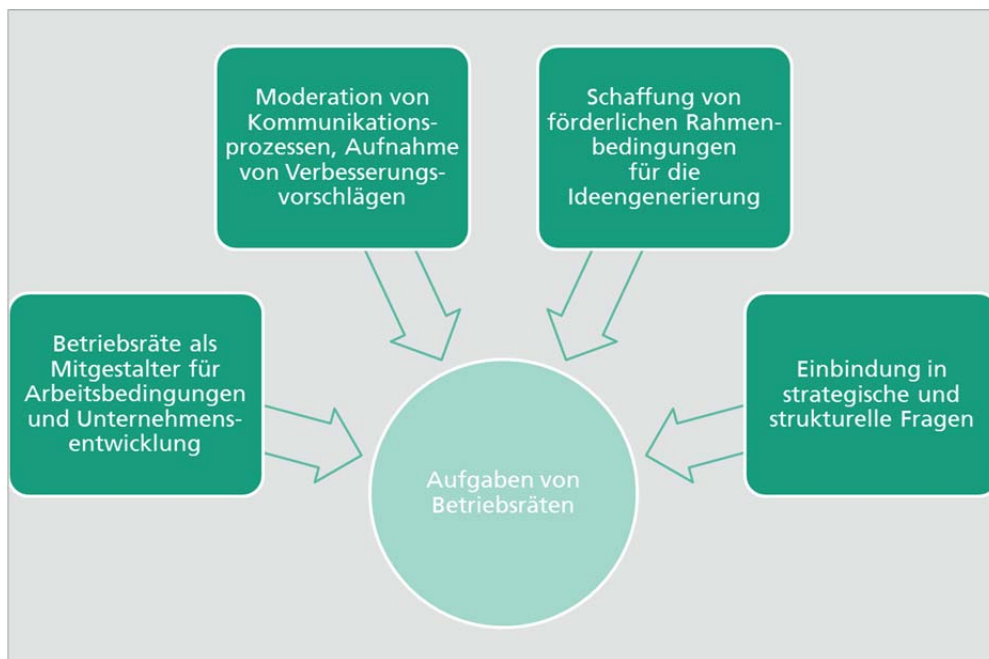 Moderation von
Kommunikations-
prozessen, Aufnahme
von Verbesserungs-
vorschlägen
Schaffung von
förderlichen Rahmen-
bedingungen
für die
Ideengenerierung
Betriebsräte als
Mitgestalter für
Arbeitsbedingungen
und Unternehmens-
entwicklung
Einbindung in
strategische und
strukturelle Fragen
Aufgaben von
Betriebsräten